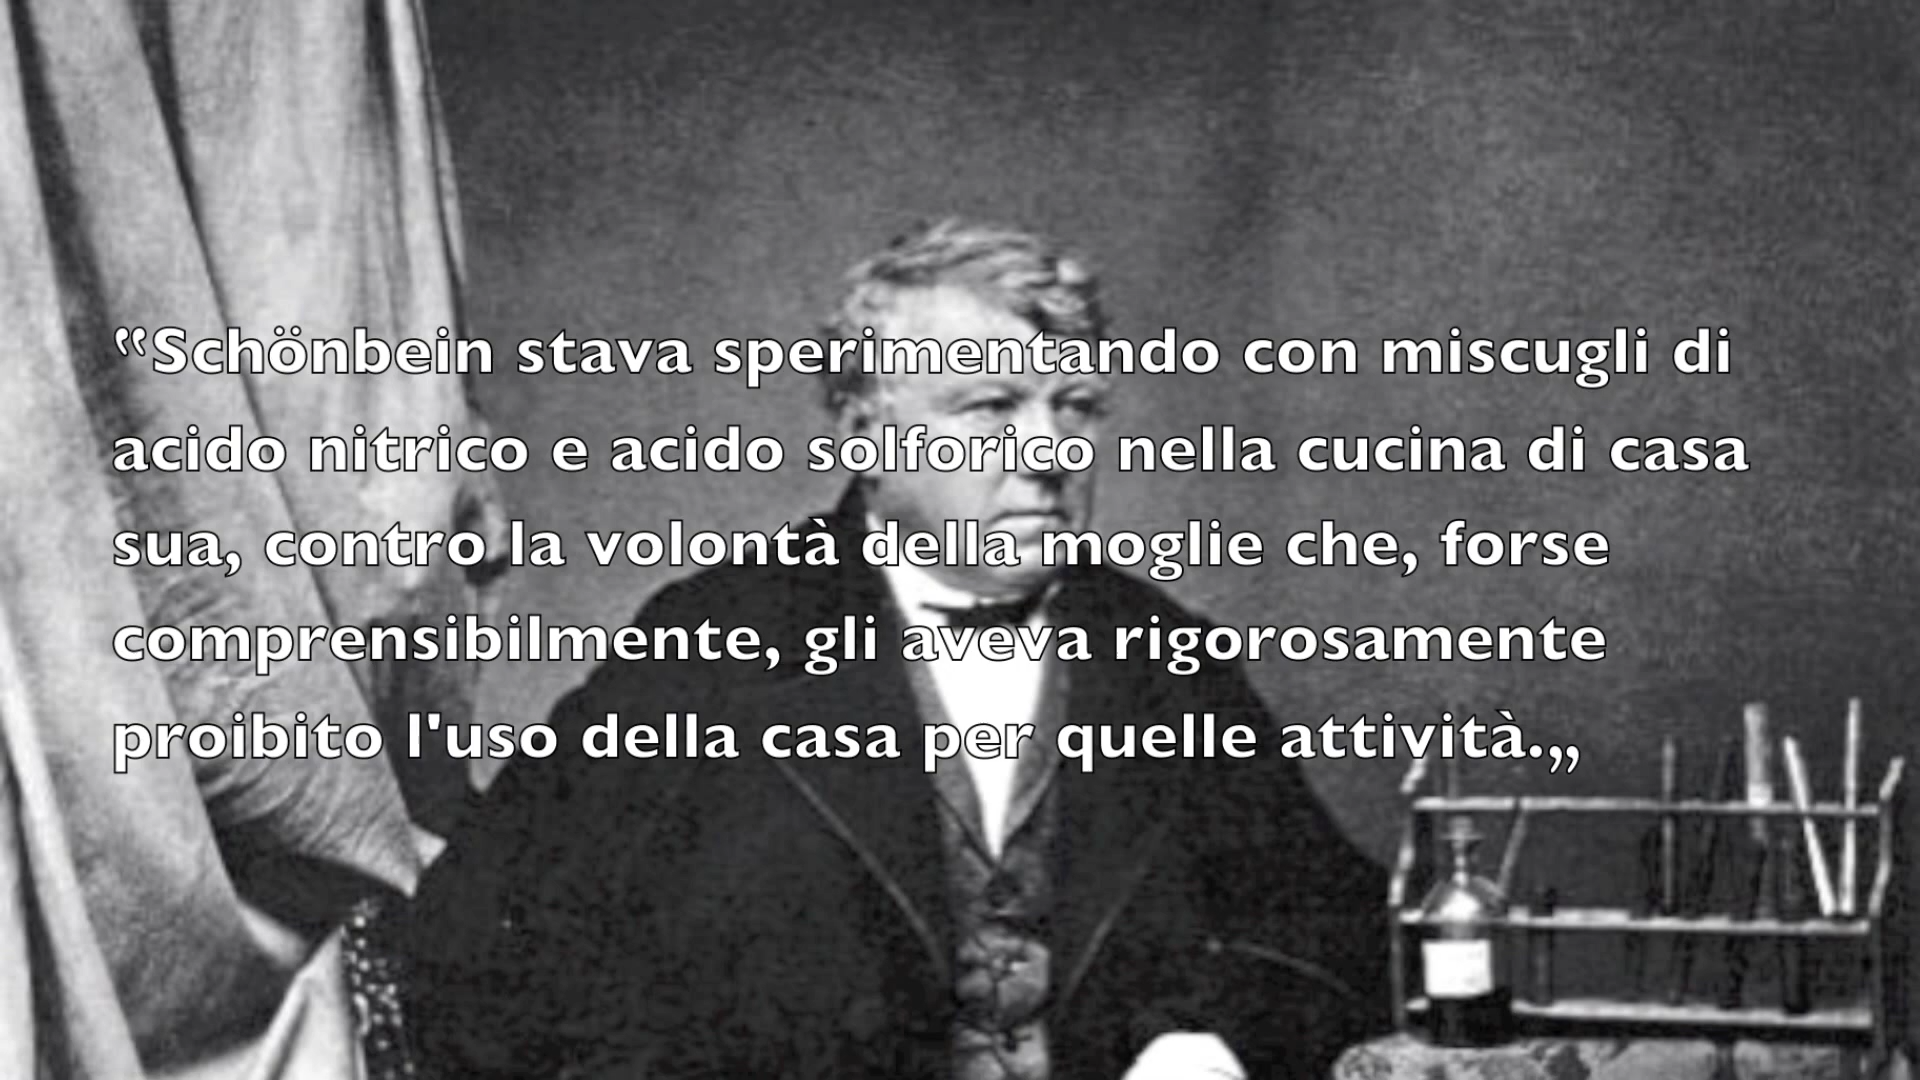 “Schönbein stava sperimentando con miscugli di
acido nitrico e acido solforico nella cucina di casa
sua, contro la volontà della moglie che, forse
comprensibilmente, gli aveva rigorosamente
proibito l'uso della casa per quelle attività.„